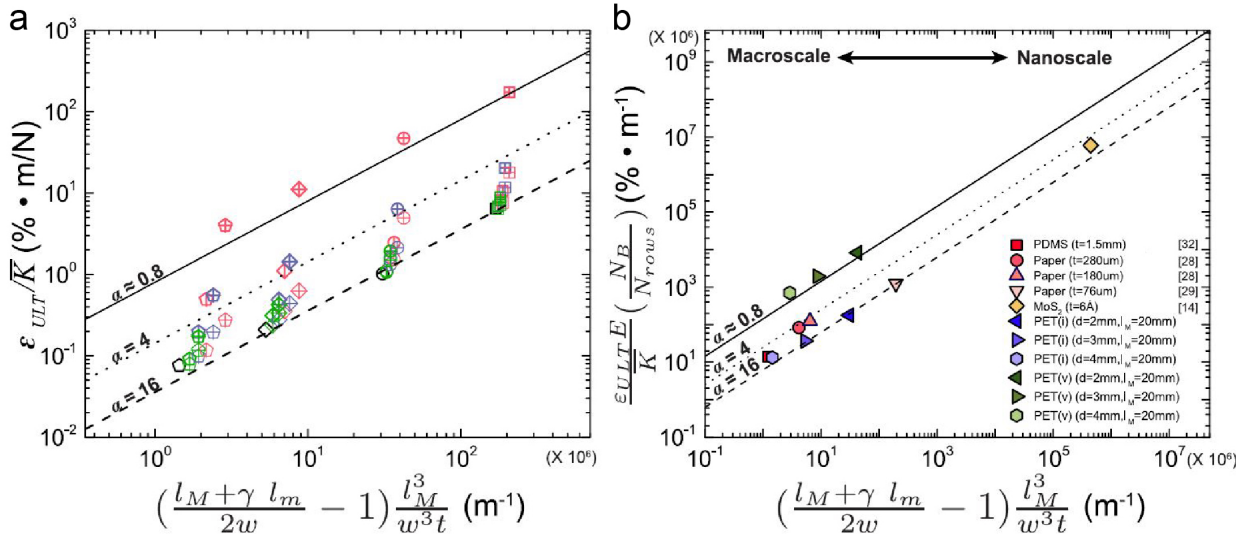 a
10³
10²
10¹
10⁰
10⁻¹
10⁻²
ε_ULT/K̅ (% • m/N)
α ≈ 0.8
α = 4
α = 16
10⁰ 10¹ 10² (X 10⁶)
(l_M+γ l_m / 2w − 1) l_M³ / w³t (m⁻¹)
b
(X 10⁶)
10⁹
10⁷
10⁵
10³
10¹
10⁻¹
ε_ULT E / K̅ (N_B / N_rows) (% • m⁻¹)
Macroscale Nanoscale
α ≈ 0.8
α = 4
α = 16
PDMS (t=1.5mm) [32]
Paper (t=280um) [28]
Paper (t=180um) [28]
Paper (t=76um) [29]
MoS₂ (t=6Å) [14]
PET(i) (d=2mm,l_M=20mm)
PET(i) (d=3mm,l_M=20mm)
PET(i) (d=4mm,l_M=20mm)
PET(v) (d=2mm,l_M=20mm)
PET(v) (d=3mm,l_M=20mm)
PET(v) (d=4mm,l_M=20mm)
10⁻¹ 10¹ 10³ 10⁵ 10⁷ (X 10⁶)
(l_M+γ l_m / 2w − 1) l_M³ / w³t (m⁻¹)